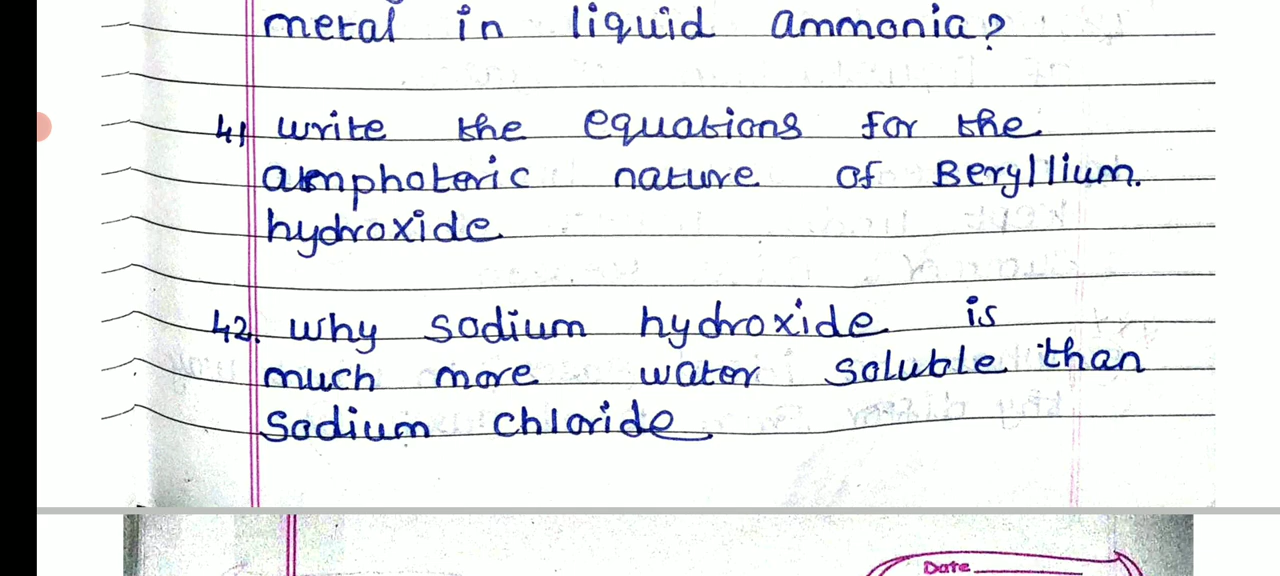 metal in liquid ammonia?
41 write the equations for the
amphoteric nature of Beryllium.
hydroxide
42. why sodium hydroxide is
much more water soluble than
Sodium chloride
Date